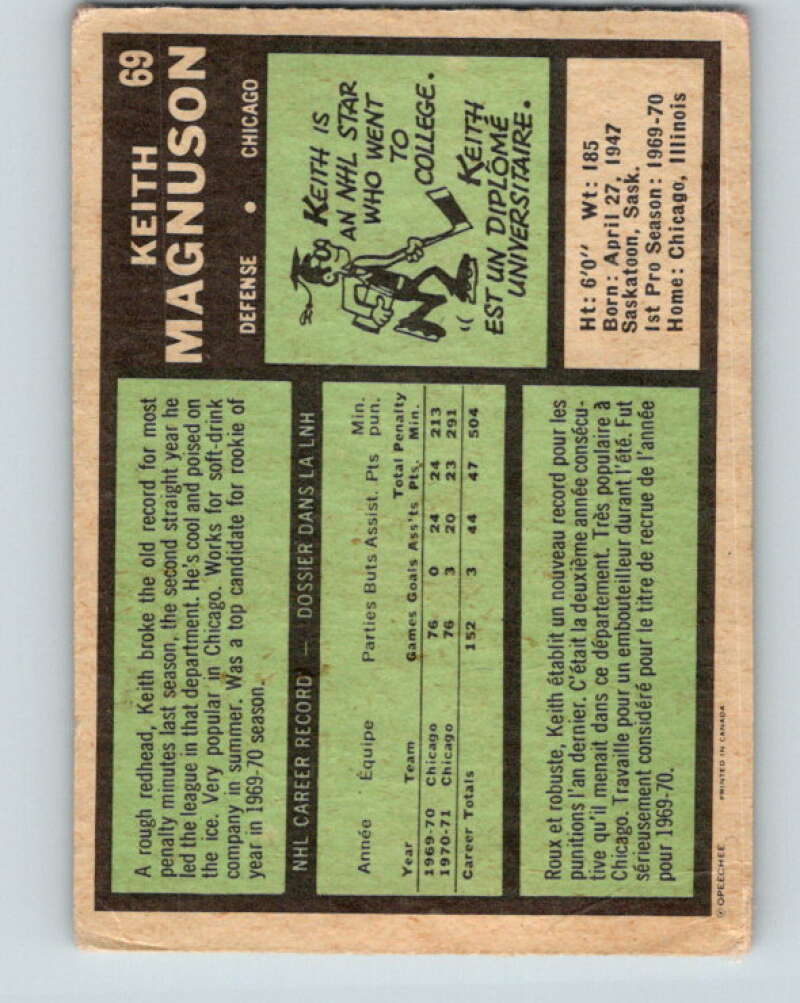 KEITH 69
MAGNUSON
DEFENSE • CHICAGO
KEITH IS
AN NHL STAR
WHO WENT
TO
COLLEGE.
KEITH
EST UN DIPLÔMÉ
UNIVERSITAIRE.
Ht: 6'0" Wt: 185
Born: April 27, 1947
Saskatoon, Sask.
1st Pro Season: 1969-70
Home: Chicago, Illinois
A rough redhead, Keith broke the old record for most
penalty minutes last season, the second straight year he
led the league in that department. He's cool and poised on
the ice. Very popular in Chicago. Works for soft-drink
company in summer. Was a top candidate for rookie of
year in 1969-70 season.
NHL CAREER RECORD — DOSSIER DANS LA LNH
Année Équipe Parties Buts Assist. Pts Min. pun.
Year Team Games Goals Ass'ts Total Pts. Penalty Min.
1969-70 Chicago 76 0 24 24 213
1970-71 Chicago 76 3 20 23 291
Career Totals 152 3 44 47 504
Roux et robuste, Keith établit un nouveau record pour les
punitions l'an dernier. C'était la deuxième année consécu-
tive qu'il menait dans ce département. Très populaire à
Chicago. Travaille pour un embouteilleur durant l'été. Fut
sérieusement considéré pour le titre de recrue de l'année
pour 1969-70.
© OPEECHEE PRINTED IN CANADA